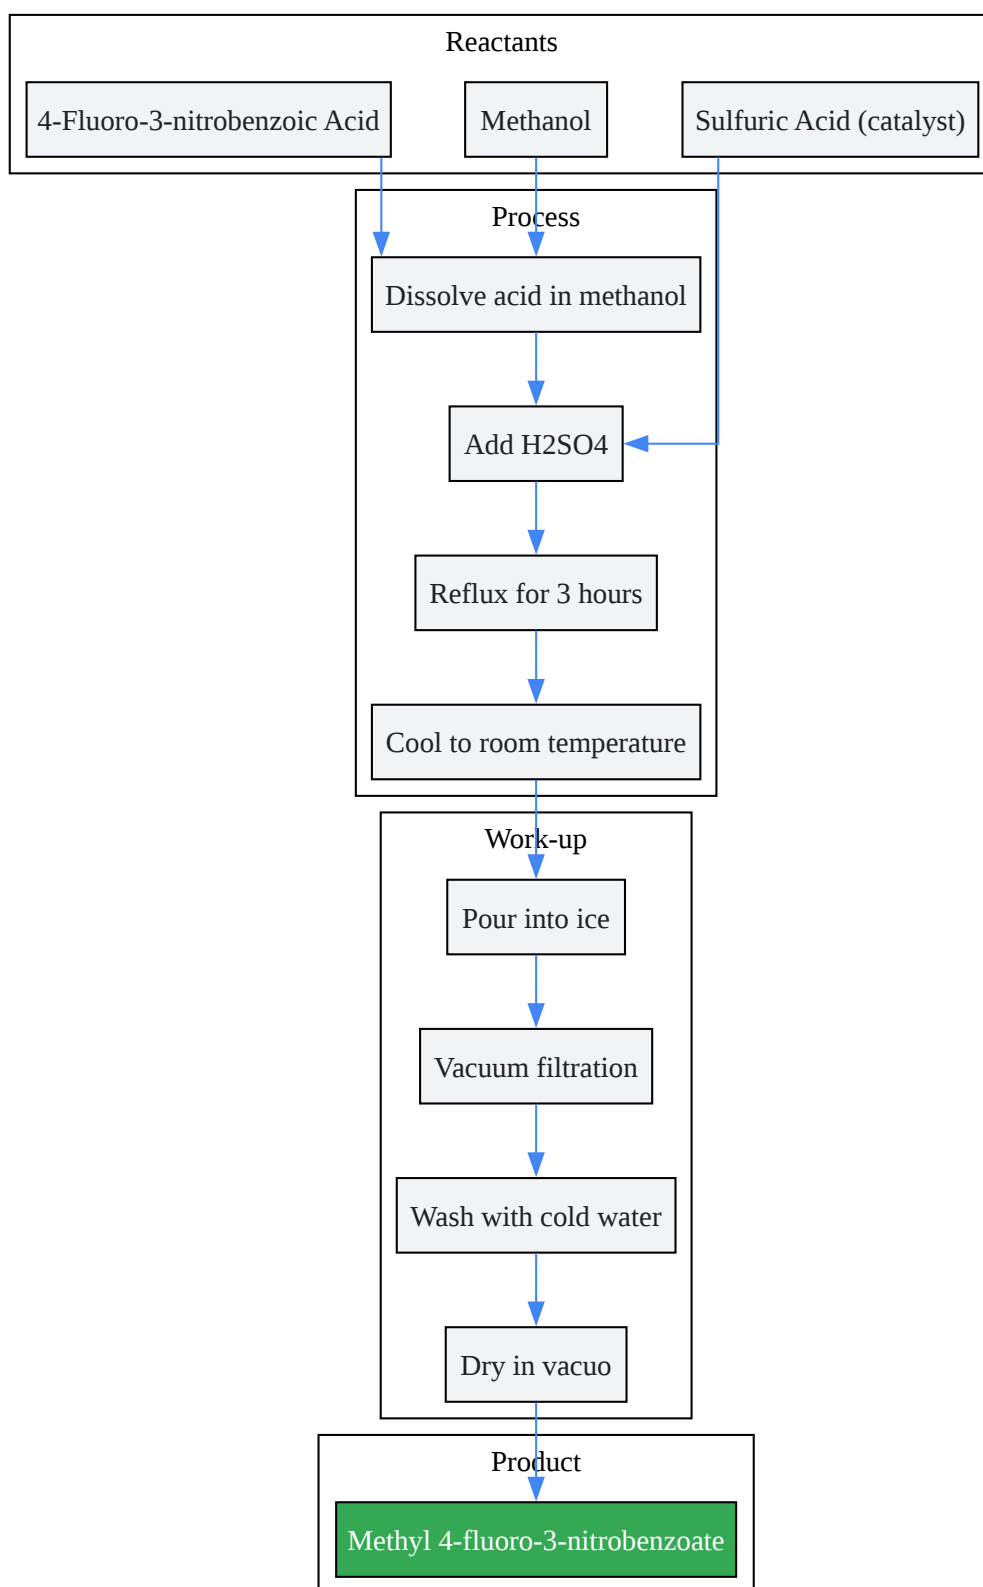 Reactants
4-Fluoro-3-nitrobenzoic Acid
Methanol
Sulfuric Acid (catalyst)
Process
Dissolve acid in methanol
Add H2SO4
Reflux for 3 hours
Cool to room temperature
Work-up
Pour into ice
Vacuum filtration
Wash with cold water
Dry in vacuo
Product
Methyl 4-fluoro-3-nitrobenzoate